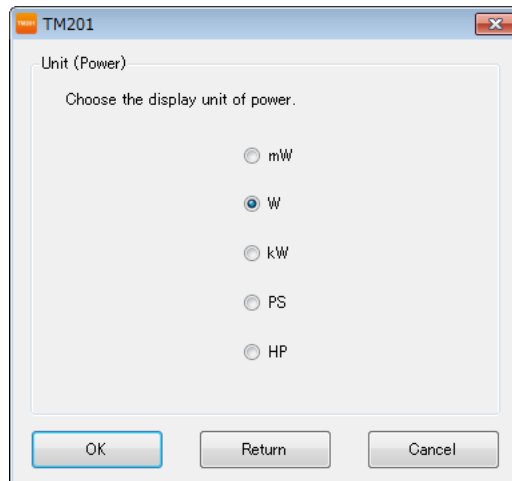 TM201
Unit (Power)
Choose the display unit of power.
mW
W
kW
PS
HP
OK
Return
Cancel